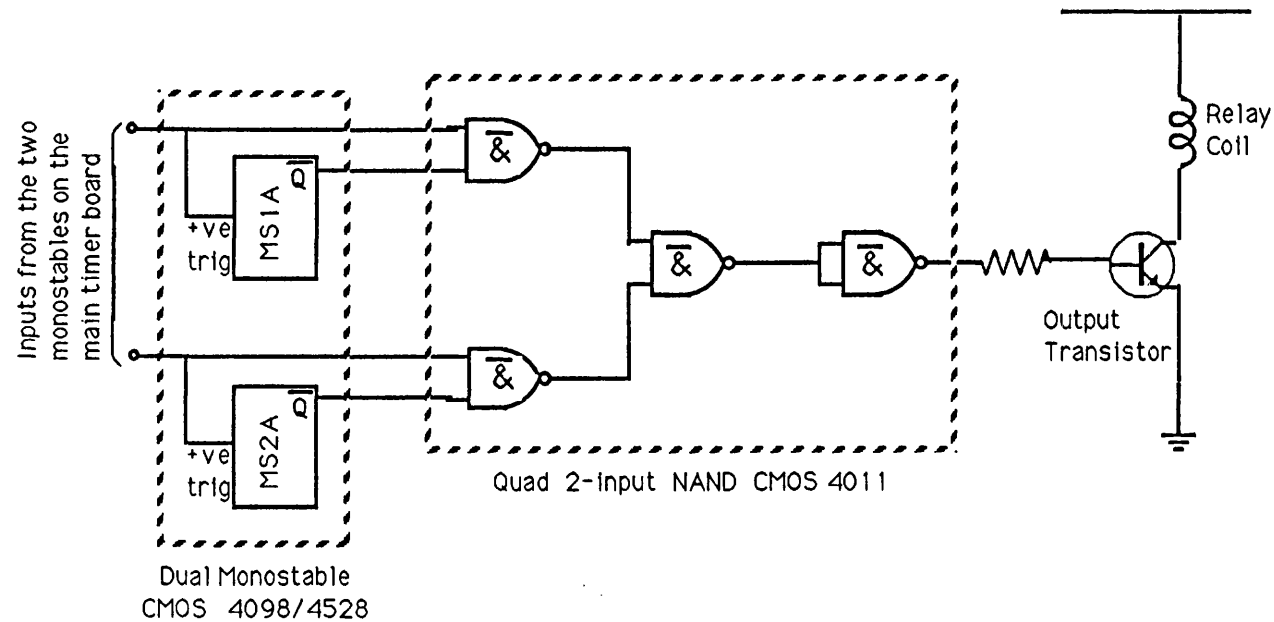 Inputs from the two
monostables on the
main timer board
+ve
trig
MS1A
Q
&
&
&
&
+ve
trig
MS2A
Q
Relay
Coil
Output
Transistor
Quad 2-input NAND CMOS 4011
Dual Monostable
CMOS 4098/4528